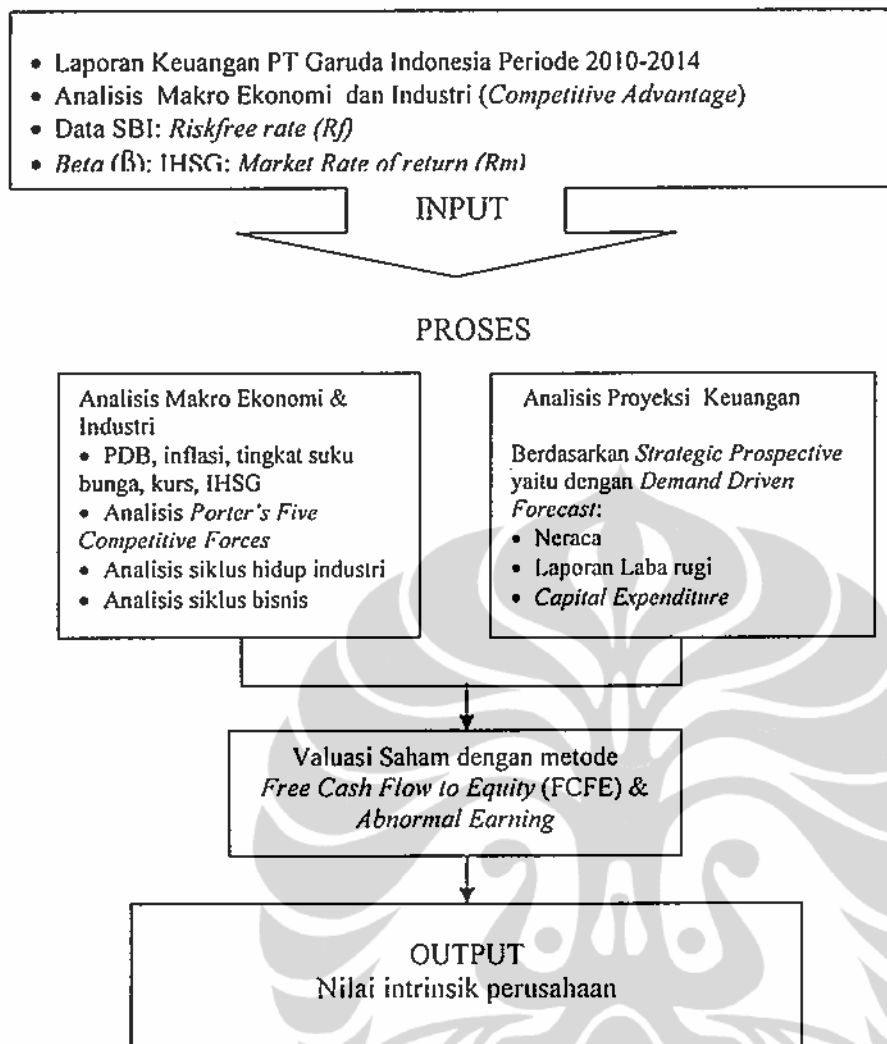 • Laporan Keuangan PT Garuda Indonesia Periode 2010-2014
• Analisis Makro Ekonomi dan Industri (Competitive Advantage)
• Data SBI: Riskfree rate (Rf)
• Beta (ß): IHSG: Market Rate of return (Rm)
INPUT
PROSES
Analisis Makro Ekonomi &
Industri
• PDB, inflasi, tingkat suku
bunga, kurs, IHSG
• Analisis Porter's Five
Competitive Forces
• Analisis siklus hidup industri
• Analisis siklus bisnis
Analisis Proyeksi Keuangan
Berdasarkan Strategic Prospective
yaitu dengan Demand Driven
Forecast:
• Neraca
• Laporan Laba rugi
• Capital Expenditure
Valuasi Saham dengan metode
Free Cash Flow to Equity (FCFE) &
Abnormal Earning
OUTPUT
Nilai intrinsik perusahaan